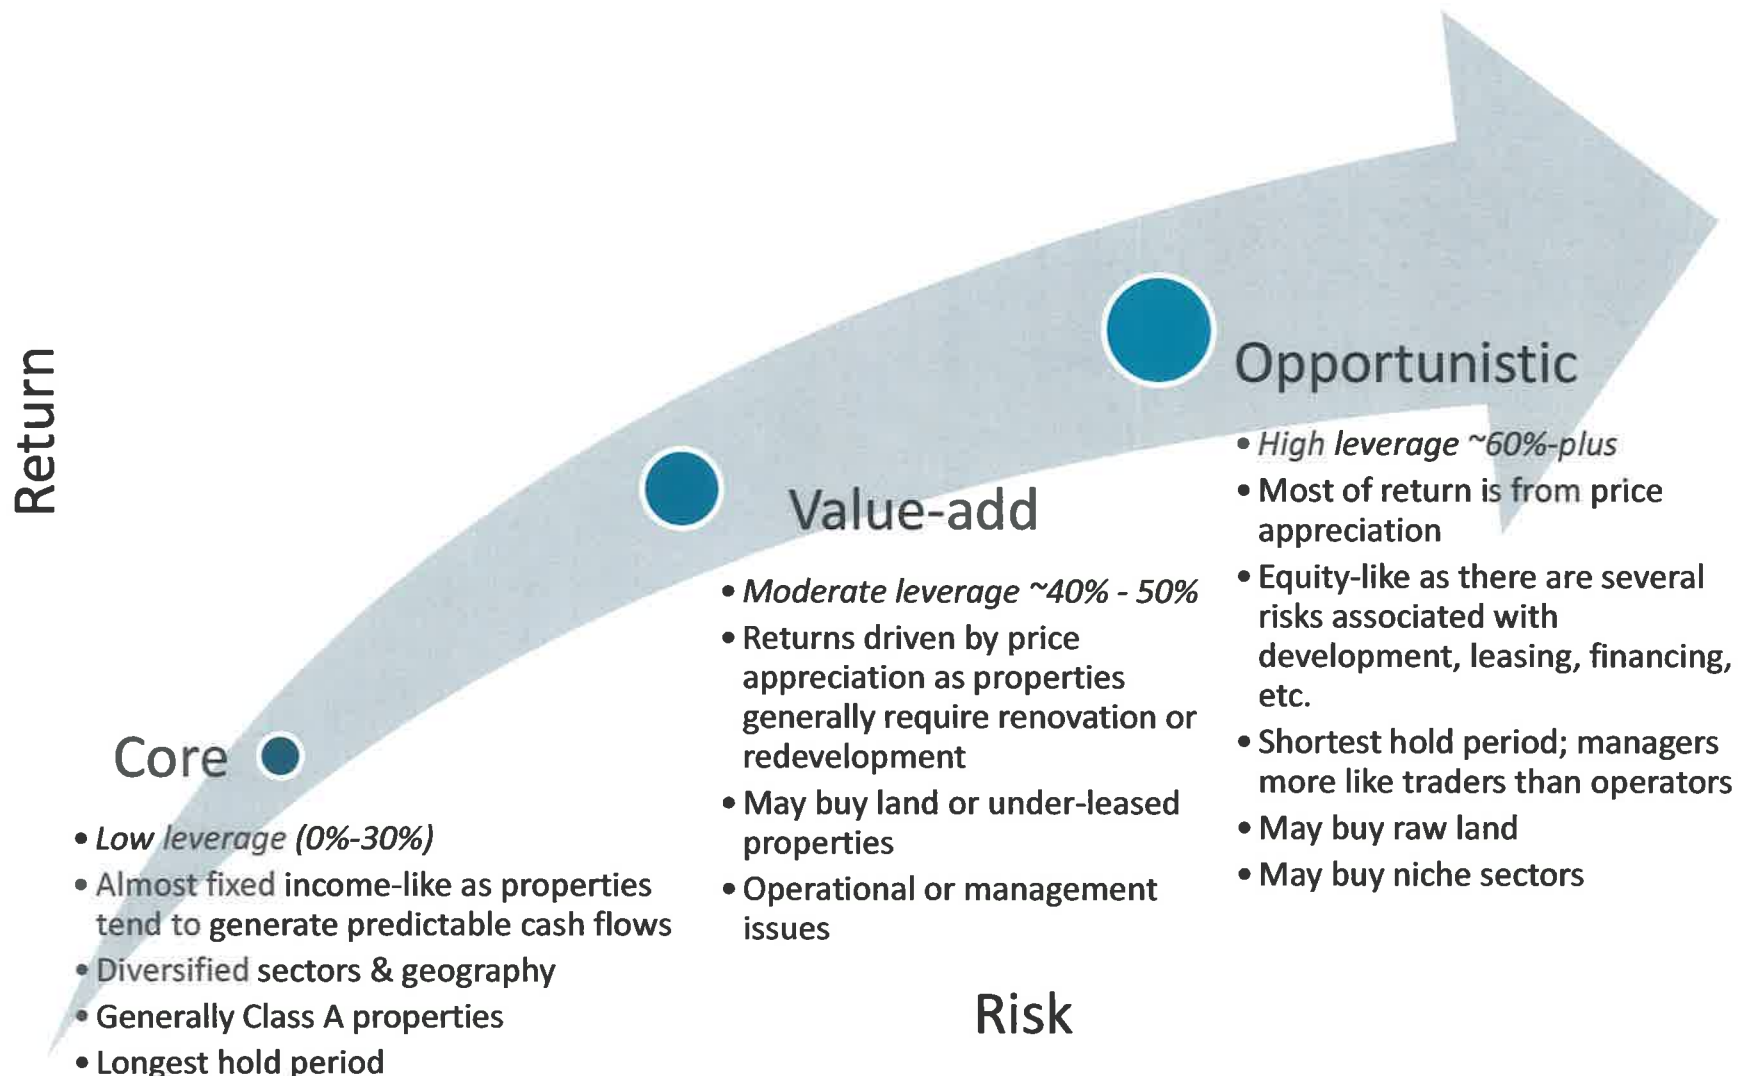 Return
Core
• Low leverage (0%-30%)
• Almost fixed income-like as properties
tend to generate predictable cash flows
• Diversified sectors & geography
• Generally Class A properties
• Longest hold period
Value-add
• Moderate leverage ~40% - 50%
• Returns driven by price
appreciation as properties
generally require renovation or
redevelopment
• May buy land or under-leased
properties
• Operational or management
issues
Opportunistic
• High leverage ~60%-plus
• Most of return is from price
appreciation
• Equity-like as there are several
risks associated with
development, leasing, financing,
etc.
• Shortest hold period; managers
more like traders than operators
• May buy raw land
• May buy niche sectors
Risk